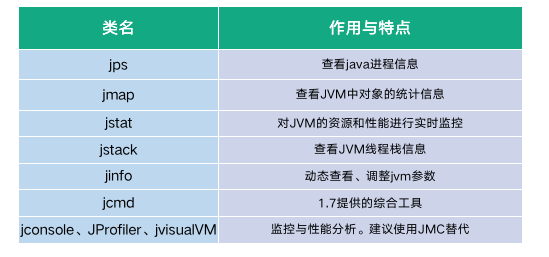 类名 作用与特点
jps 查看java进程信息
jmap 查看JVM中对象的统计信息
jstat 对JVM的资源和性能进行实时监控
jstack 查看JVM线程栈信息
jinfo 动态查看、调整jvm参数
jcmd 1.7提供的综合工具
jconsole、JProfiler、jvisualVM 监控与性能分析。建议使用JMC替代